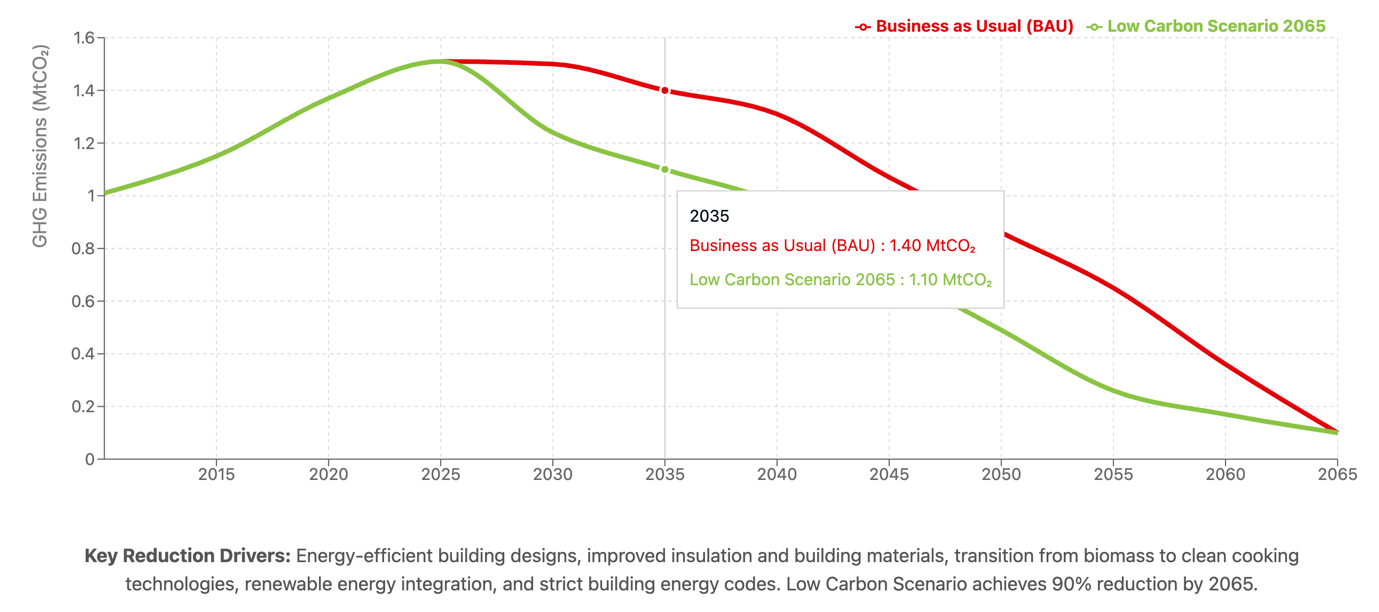 Business as Usual (BAU) Low Carbon Scenario 2065
GHG Emissions (MtCO₂)
1.6
1.4
1.2
1
0.8
0.6
0.4
0.2
0
2035
Business as Usual (BAU) : 1.40 MtCO₂
Low Carbon Scenario 2065 : 1.10 MtCO₂
2015 2020 2025 2030 2035 2040 2045 2050 2055 2060 2065
Key Reduction Drivers: Energy-efficient building designs, improved insulation and building materials, transition from biomass to clean cooking
technologies, renewable energy integration, and strict building energy codes. Low Carbon Scenario achieves 90% reduction by 2065.